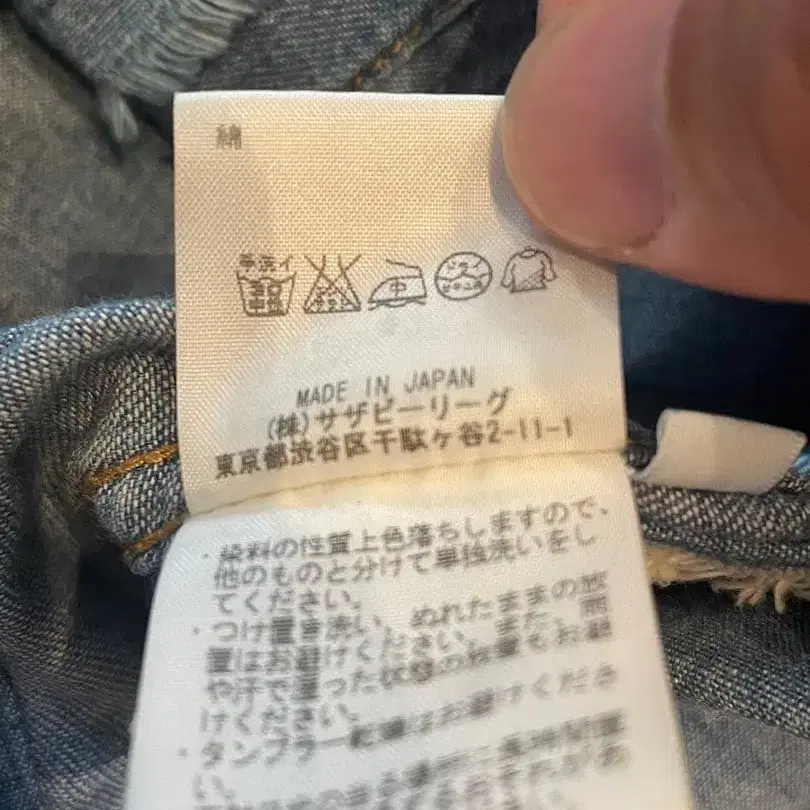 綿
手洗イ
中
ドライ
MADE IN JAPAN
(株)サザビーリーグ
東京都渋谷区千駄ケ谷2-11-1
・染料の性質上色落ちしますので、
他のものと分けて単独洗いをし
てください。
・つけ置き洗い、ぬれたままの放
置はお避けください。また、雨
や汗で湿った状態の放置もお避
けください。
・タンブラー乾燥はお避けくださ
い。